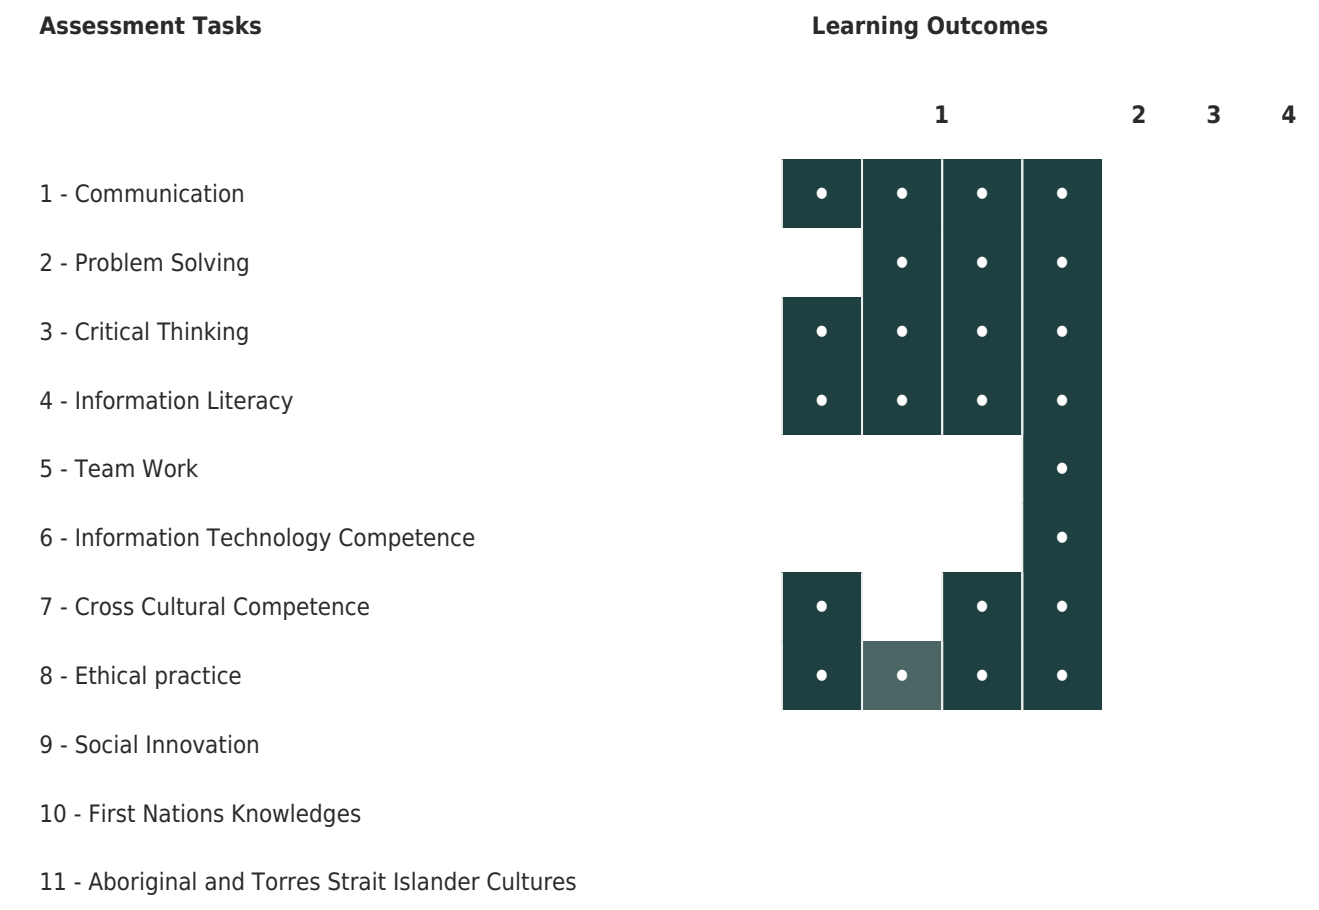 Assessment Tasks Learning Outcomes
1 2 3 4
1 - Communication
2 - Problem Solving
3 - Critical Thinking
4 - Information Literacy
5 - Team Work
6 - Information Technology Competence
7 - Cross Cultural Competence
8 - Ethical practice
9 - Social Innovation
10 - First Nations Knowledges
11 - Aboriginal and Torres Strait Islander Cultures